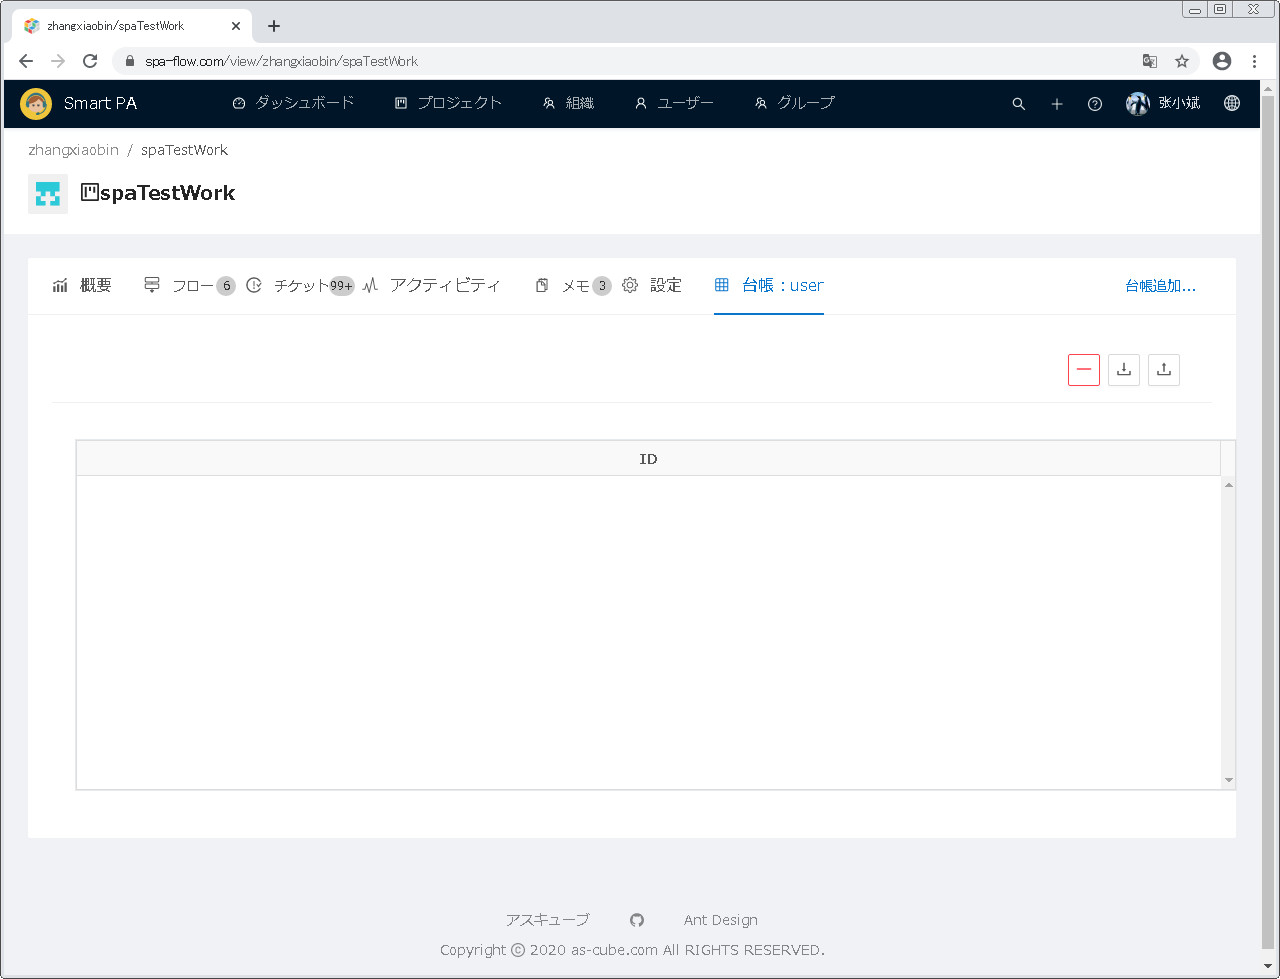 zhangxiaobin/spaTestWork
spa-flow.com/view/zhangxiaobin/spaTestWork
Smart PA ダッシュボード プロジェクト 組織 ユーザー グループ 张小斌
zhangxiaobin / spaTestWork
spaTestWork
概要 フロー 6 チケット 99+ アクティビティ メモ 3 設定 台帳：user 台帳追加...
ID
アスキューブ Ant Design
Copyright © 2020 as-cube.com All RIGHTS RESERVED.